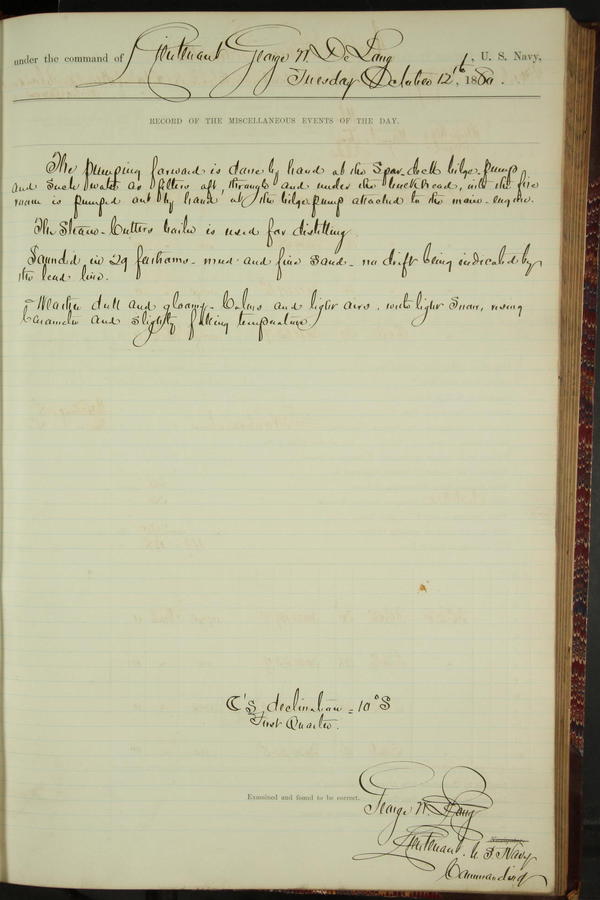 under the command of Lieutenant George W. De Long, U. S. Navy,
Tuesday October 12th, 1880.
RECORD OF THE MISCELLANEOUS EVENTS OF THE DAY.
The pumping forward is done by hand at the Spar-deck bilge-pump
and such water as filters aft, through and under the bulkhead, into the fire
room is pumped out by hand at the bilge pump attached to the main-engine.
The Steam-Cutters boiler is used for distilling
Sounded in 29 fathoms - mud and fine sand - no drift being indicated by
the lead line.
Weather dull and gloomy - Calms and light airs, with light snow, rising
barometer and slightly falling temperature
☾'s declination = 10° S
First Quarter.
Examined and found to be correct.
George W. De Long
Lieutenant. U. S. Navy
Commanding